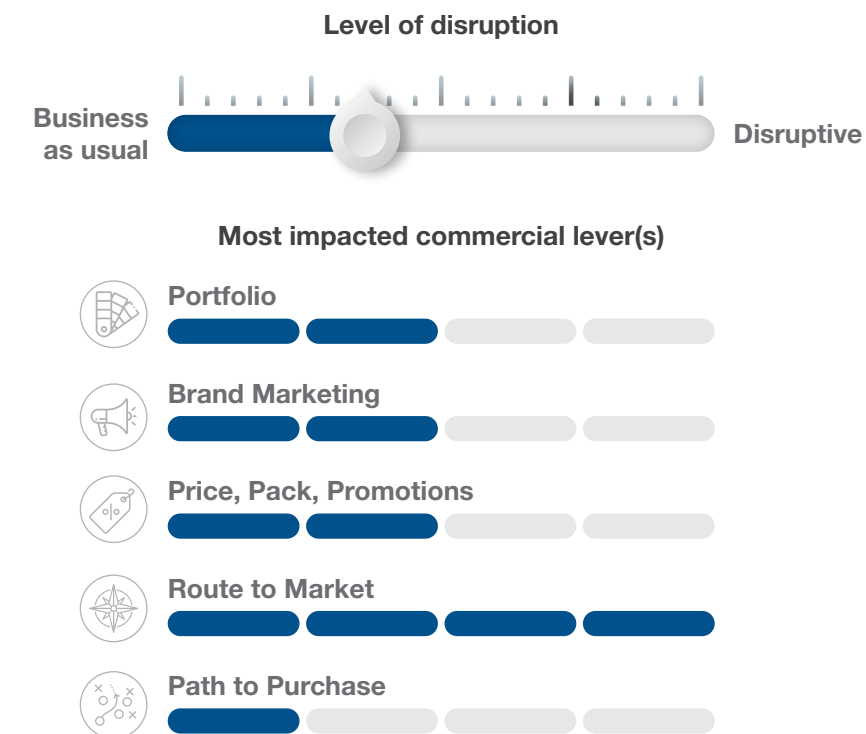 Level of disruption
Business
as usual
Disruptive
Most impacted commercial lever(s)
Portfolio
Brand Marketing
Price, Pack, Promotions
Route to Market
Path to Purchase